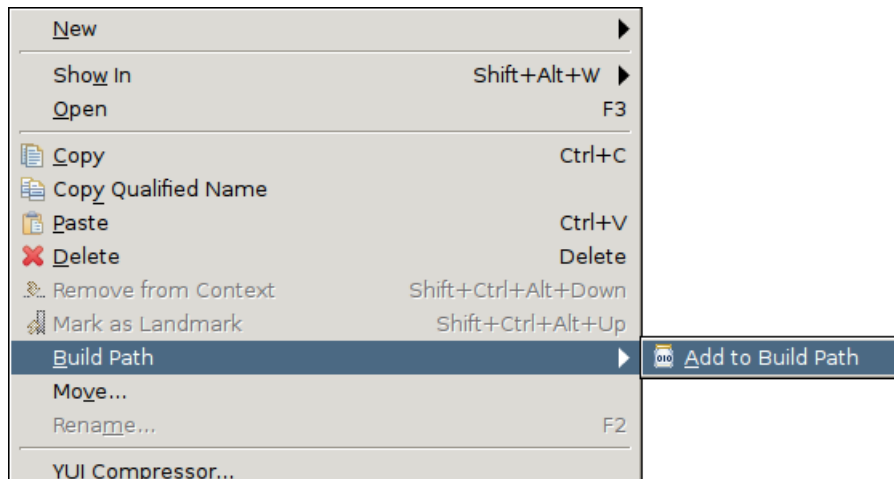 New
Show In Shift+Alt+W
Open F3
Copy Ctrl+C
Copy Qualified Name
Paste Ctrl+V
Delete Delete
Remove from Context Shift+Ctrl+Alt+Down
Mark as Landmark Shift+Ctrl+Alt+Up
Build Path Add to Build Path
Move...
Rename... F2
YUI Compressor...